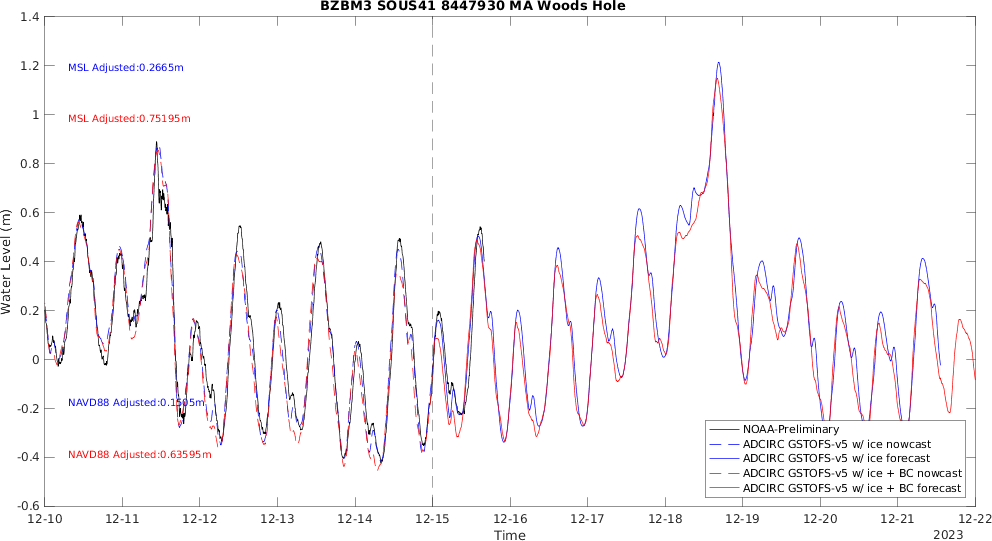 BZBM3 SOUS41 8447930 MA Woods Hole
1.4
1.2
1
0.8
0.6
0.4
0.2
0
-0.2
-0.4
-0.6
Water Level (m)
MSL Adjusted:0.2665m
MSL Adjusted:0.75195m
NAVD88 Adjusted:0.1505m
NAVD88 Adjusted:0.63595m
NOAA-Preliminary
ADCIRC GSTOFS-v5 w/ ice nowcast
ADCIRC GSTOFS-v5 w/ ice forecast
ADCIRC GSTOFS-v5 w/ ice + BC nowcast
ADCIRC GSTOFS-v5 w/ ice + BC forecast
12-10 12-11 12-12 12-13 12-14 12-15 12-16 12-17 12-18 12-19 12-20 12-21 12-22
Time
2023